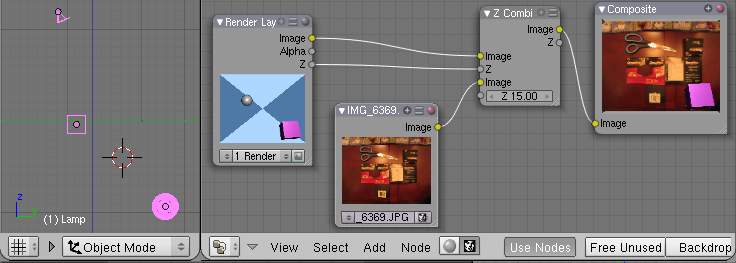 Render Lay
Image
Alpha
Z
1 Render
IMG_6369.
Image
_6369.JPG
Z Combi
Image
Z
Image
Z
Image
Z 15.00
Composite
Image
z
x
(1) Lamp
Object Mode
View Select Add Node Use Nodes Free Unused Backdrop